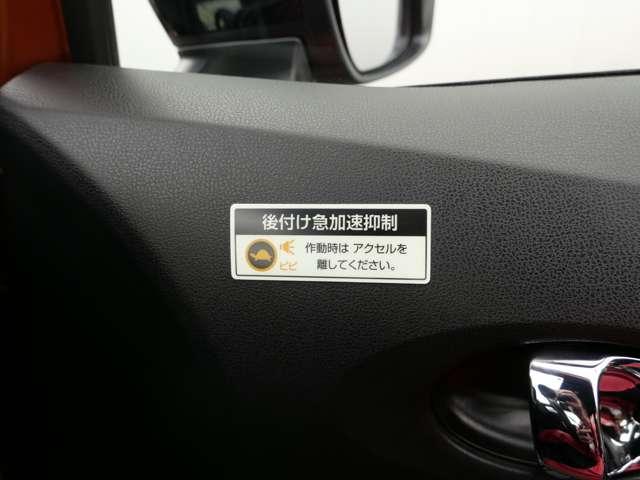 後付け急加速抑制
作動時は アクセルを
ピピ
離してください。